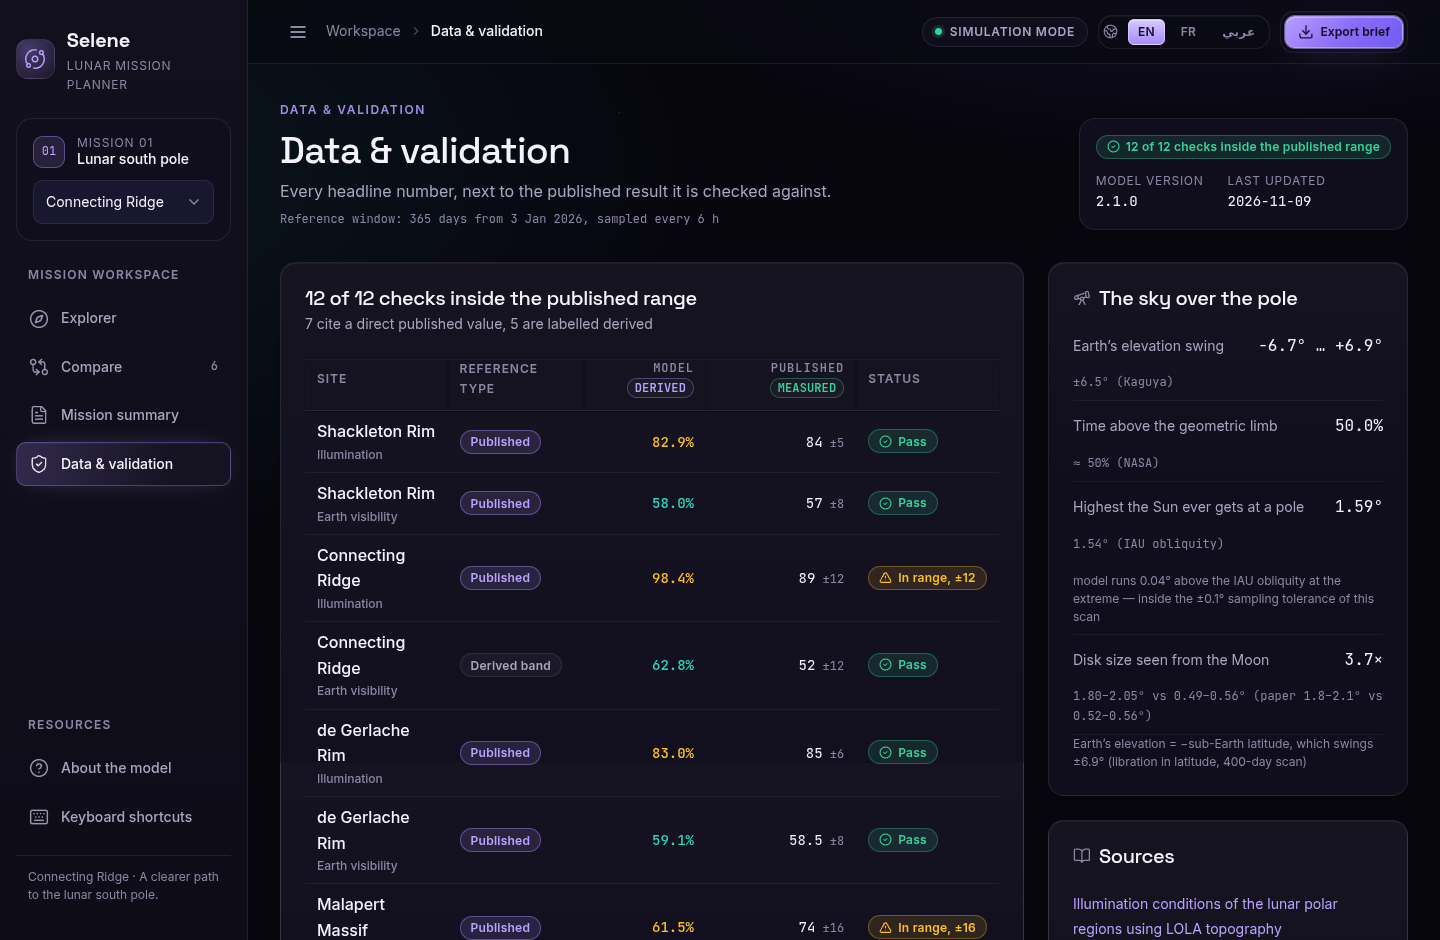 Selene
LUNAR MISSION
PLANNER
01
MISSION 01
Lunar south pole
Connecting Ridge
MISSION WORKSPACE
Explorer
Compare 6
Mission summary
Data & validation
RESOURCES
About the model
Keyboard shortcuts
Connecting Ridge · A clearer path
to the lunar south pole.
Workspace > Data & validation
SIMULATION MODE
EN FR عربي
Export brief
DATA & VALIDATION
Data & validation
Every headline number, next to the published result it is checked against.
Reference window: 365 days from 3 Jan 2026, sampled every 6 h
12 of 12 checks inside the published range
MODEL VERSION LAST UPDATED
2.1.0 2026-11-09
12 of 12 checks inside the published range
7 cite a direct published value, 5 are labelled derived
SITE REFERENCE TYPE MODEL DERIVED PUBLISHED MEASURED STATUS
Shackleton Rim Published 82.9% 84 ±5 Pass
Illumination
Shackleton Rim Published 58.0% 57 ±8 Pass
Earth visibility
Connecting
Ridge Published 98.4% 89 ±12 In range, ±12
Illumination
Connecting
Ridge Derived band 62.8% 52 ±12 Pass
Earth visibility
de Gerlache
Rim Published 83.0% 85 ±6 Pass
Illumination
de Gerlache
Rim Published 59.1% 58.5 ±8 Pass
Earth visibility
Malapert
Massif Published 61.5% 74 ±16 In range, ±16
The sky over the pole
Earth's elevation swing -6.7° … +6.9°
±6.5° (Kaguya)
Time above the geometric limb 50.0%
≈ 50% (NASA)
Highest the Sun ever gets at a pole 1.59°
1.54° (IAU obliquity)
model runs 0.04° above the IAU obliquity at the
extreme — inside the ±0.1° sampling tolerance of this
scan
Disk size seen from the Moon 3.7×
1.80–2.05° vs 0.49–0.56° (paper 1.8–2.1° vs
0.52–0.56°)
Earth's elevation = −sub-Earth latitude, which swings
±6.9° (libration in latitude, 400-day scan)
Sources
Illumination conditions of the lunar polar
regions using LOLA topography